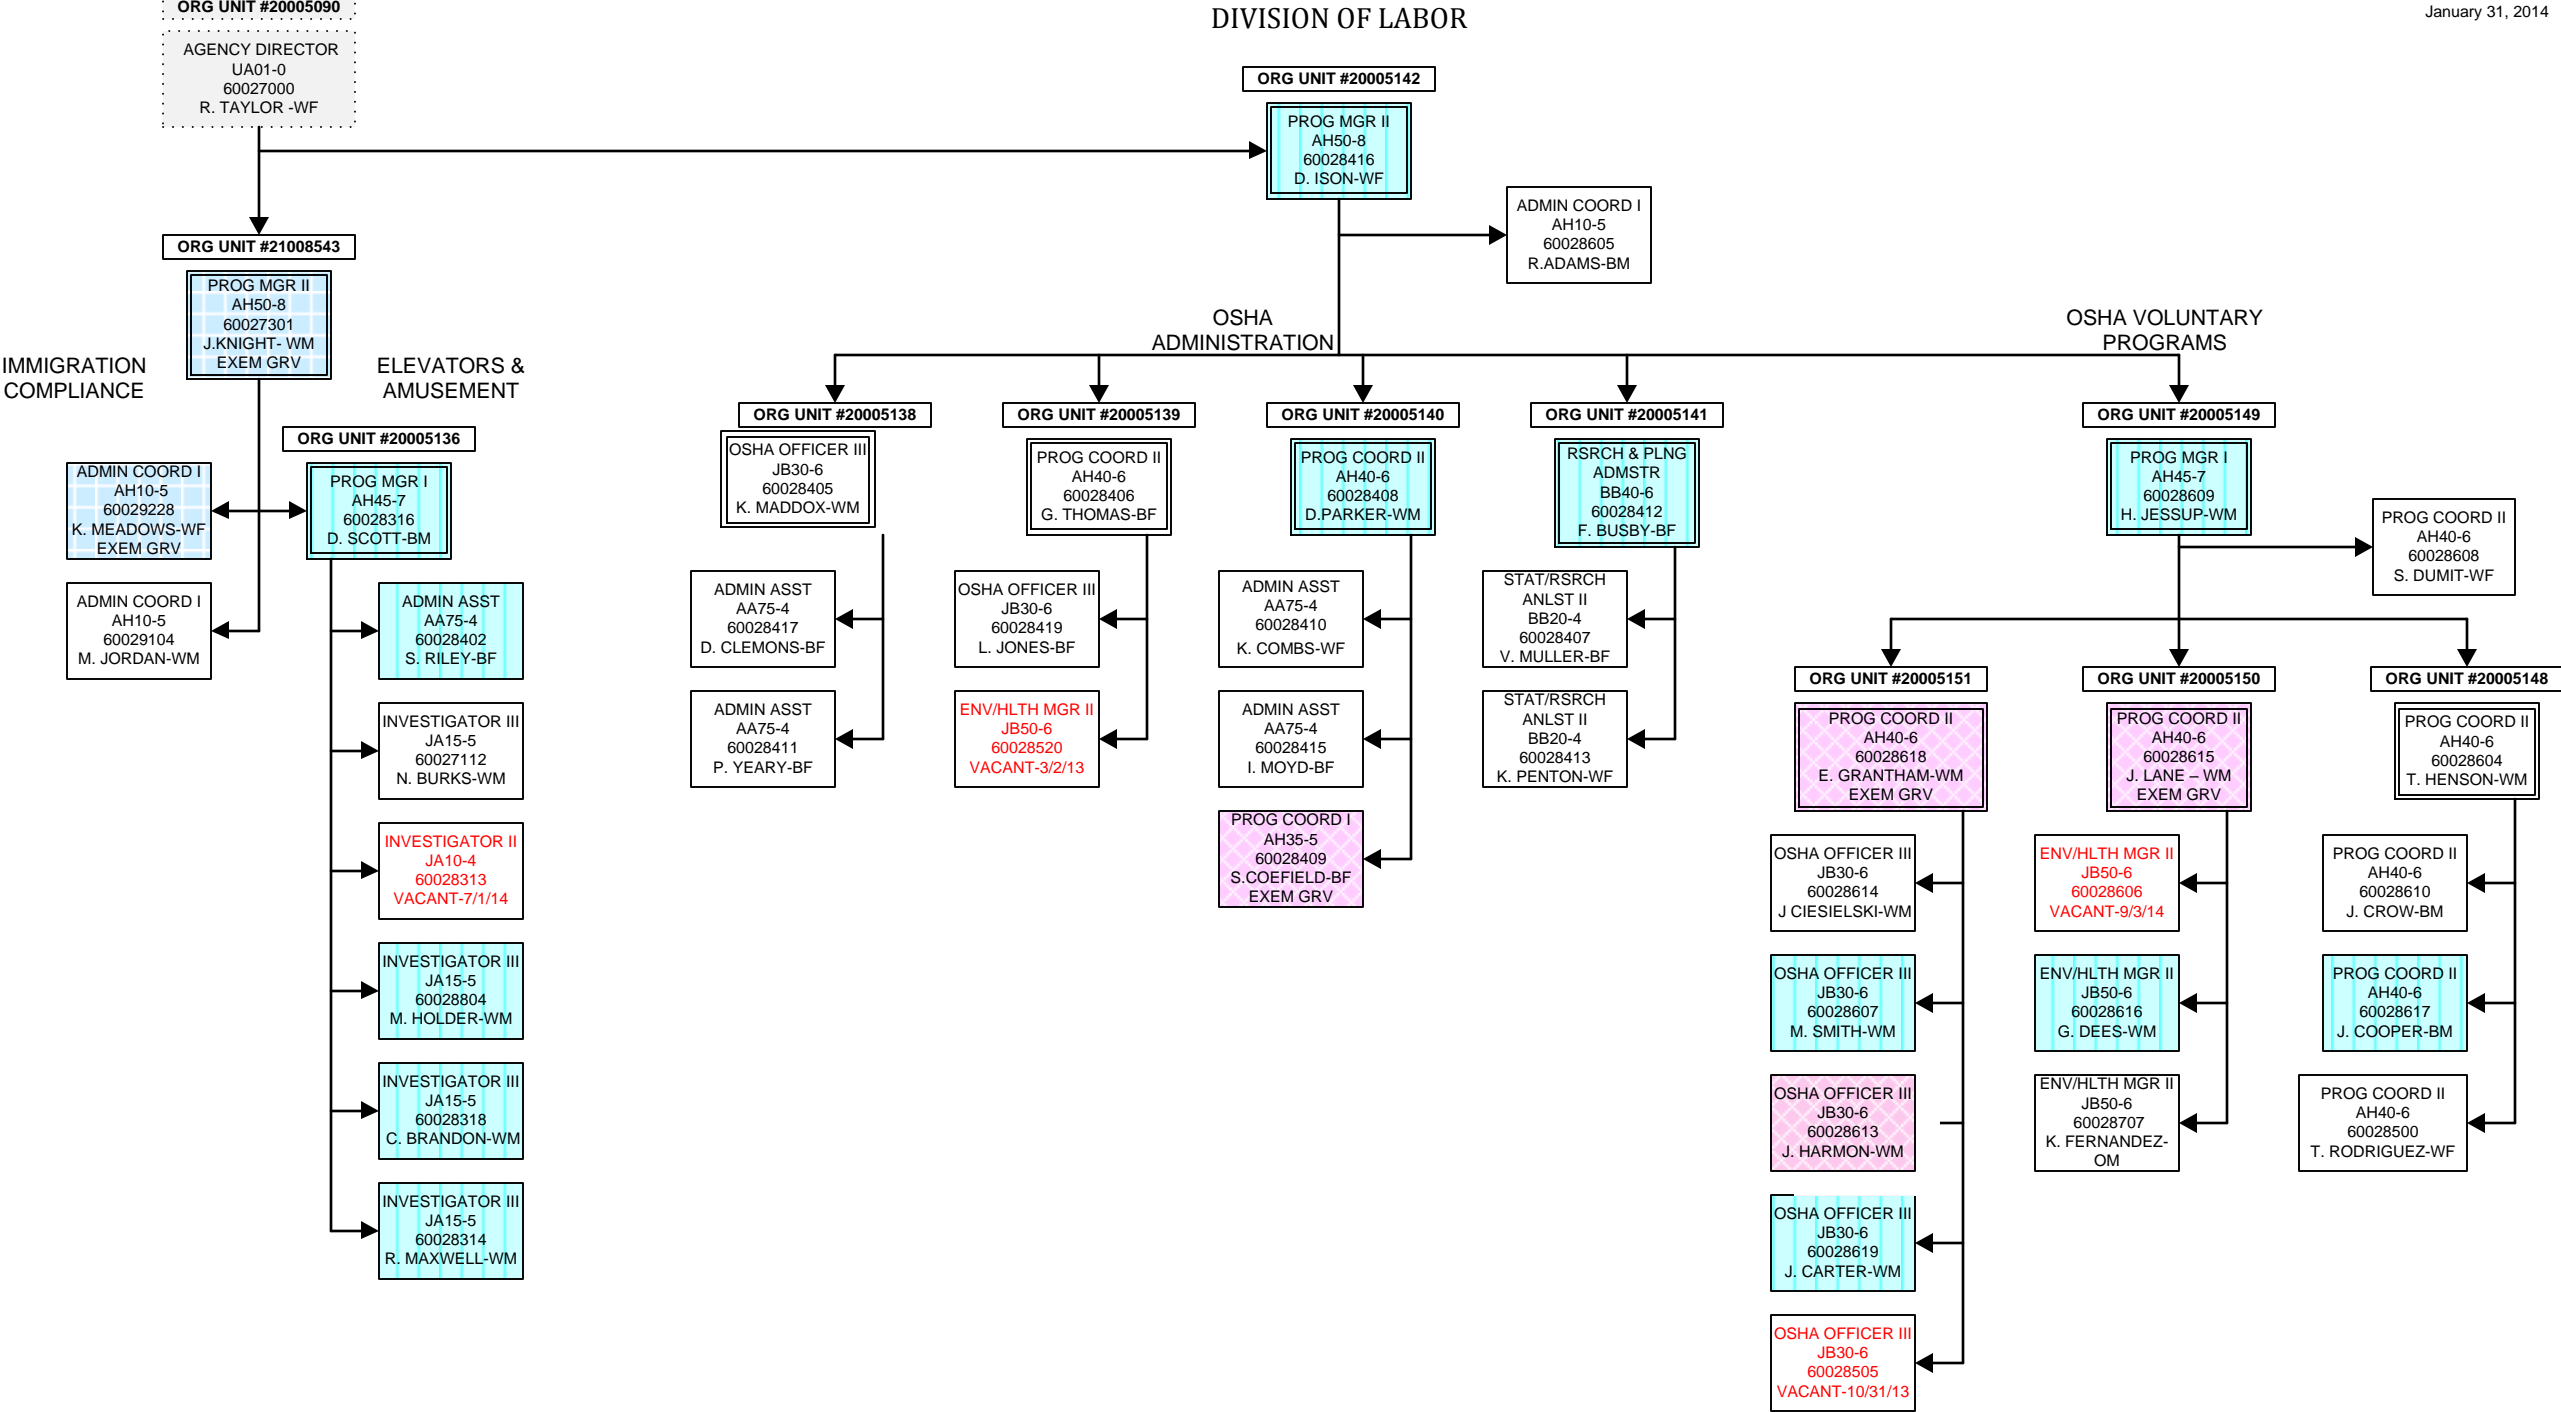 ORG UNIT #20005090
DIVISION OF LABOR
January 31, 2014
AGENCY DIRECTOR
UA01-0
60027000
R. TAYLOR -WF
ORG UNIT #20005142
PROG MGR II
AH50-8
60028416
D. ISON-WF
ADMIN COORD I
AH10-5
60028605
R.ADAMS-BM
ORG UNIT #21008543
PROG MGR II
AH50-8
60027301
J.KNIGHT- WM
EXEM GRV
IMMIGRATION
COMPLIANCE
ELEVATORS &
AMUSEMENT
ADMIN COORD I
AH10-5
60029228
K. MEADOWS-WF
EXEM GRV
ADMIN COORD I
AH10-5
60029104
M. JORDAN-WM
ORG UNIT #20005136
PROG MGR I
AH45-7
60028316
D. SCOTT-BM
ADMIN ASST
AA75-4
60028402
S. RILEY-BF
INVESTIGATOR III
JA15-5
60027112
N. BURKS-WM
INVESTIGATOR II
JA10-4
60028313
VACANT-7/1/14
INVESTIGATOR III
JA15-5
60028804
M. HOLDER-WM
INVESTIGATOR III
JA15-5
60028318
C. BRANDON-WM
INVESTIGATOR III
JA15-5
60028314
R. MAXWELL-WM
OSHA
ADMINISTRATION
ORG UNIT #20005138
OSHA OFFICER III
JB30-6
60028405
K. MADDOX-WM
ADMIN ASST
AA75-4
60028417
D. CLEMONS-BF
ADMIN ASST
AA75-4
60028411
P. YEARY-BF
ORG UNIT #20005139
PROG COORD II
AH40-6
60028406
G. THOMAS-BF
OSHA OFFICER III
JB30-6
60028419
L. JONES-BF
ENV/HLTH MGR II
JB50-6
60028520
VACANT-3/2/13
ORG UNIT #20005140
PROG COORD II
AH40-6
60028408
D.PARKER-WM
ADMIN ASST
AA75-4
60028410
K. COMBS-WF
ADMIN ASST
AA75-4
60028415
I. MOYD-BF
PROG COORD I
AH35-5
60028409
S.COEFIELD-BF
EXEM GRV
ORG UNIT #20005141
RSRCH & PLNG
ADMSTR
BB40-6
60028412
F. BUSBY-BF
STAT/RSRCH
ANLST II
BB20-4
60028407
V. MULLER-BF
STAT/RSRCH
ANLST II
BB20-4
60028413
K. PENTON-WF
OSHA VOLUNTARY
PROGRAMS
ORG UNIT #20005149
PROG MGR I
AH45-7
60028609
H. JESSUP-WM
PROG COORD II
AH40-6
60028608
S. DUMIT-WF
ORG UNIT #20005151
PROG COORD II
AH40-6
60028618
E. GRANTHAM-WM
EXEM GRV
OSHA OFFICER III
JB30-6
60028614
J CIESIELSKI-WM
OSHA OFFICER III
JB30-6
60028607
M. SMITH-WM
OSHA OFFICER III
JB30-6
60028613
J. HARMON-WM
OSHA OFFICER III
JB30-6
60028619
J. CARTER-WM
OSHA OFFICER III
JB30-6
60028505
VACANT-10/31/13
ORG UNIT #20005150
PROG COORD II
AH40-6
60028615
J. LANE – WM
EXEM GRV
ENV/HLTH MGR II
JB50-6
60028606
VACANT-9/3/14
ENV/HLTH MGR II
JB50-6
60028616
G. DEES-WM
ENV/HLTH MGR II
JB50-6
60028707
K. FERNANDEZ-
OM
ORG UNIT #20005148
PROG COORD II
AH40-6
60028604
T. HENSON-WM
PROG COORD II
AH40-6
60028610
J. CROW-BM
PROG COORD II
AH40-6
60028617
J. COOPER-BM
PROG COORD II
AH40-6
60028500
T. RODRIGUEZ-WF